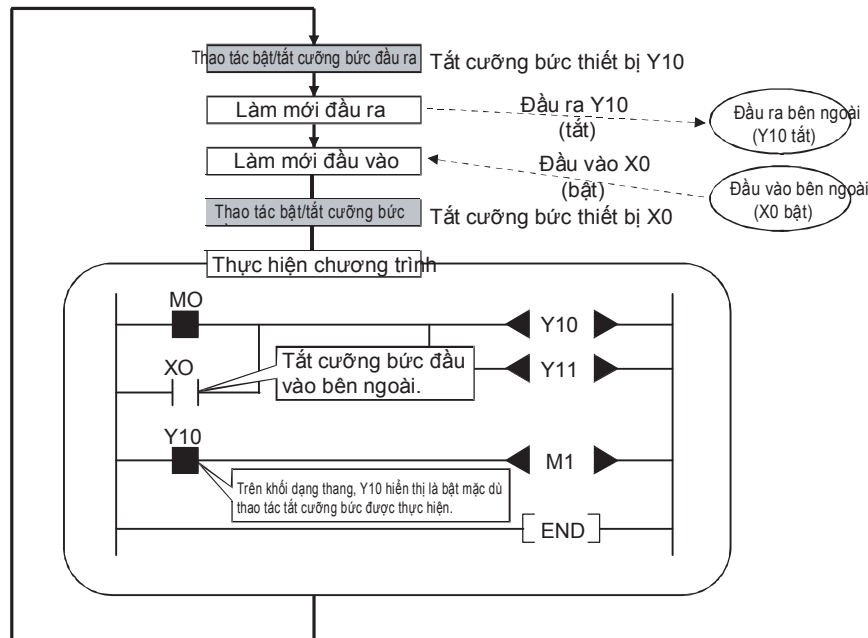 Thao tác bật/tắt cưỡng bức đầu ra
Tắt cưỡng bức thiết bị Y10
Làm mới đầu ra
Đầu ra Y10
(tắt)
Đầu ra bên ngoài
(Y10 tắt)
Làm mới đầu vào
Đầu vào X0
(bật)
Đầu vào bên ngoài
(X0 bật)
Thao tác bật/tắt cưỡng bức
Tắt cưỡng bức thiết bị X0
Thực hiện chương trình
MO
Y10
XO
Tắt cưỡng bức đầu
vào bên ngoài.
Y11
Y10
M1
Trên khối dạng thang, Y10 hiển thị là bật mặc dù
thao tác tắt cưỡng bức được thực hiện.
END